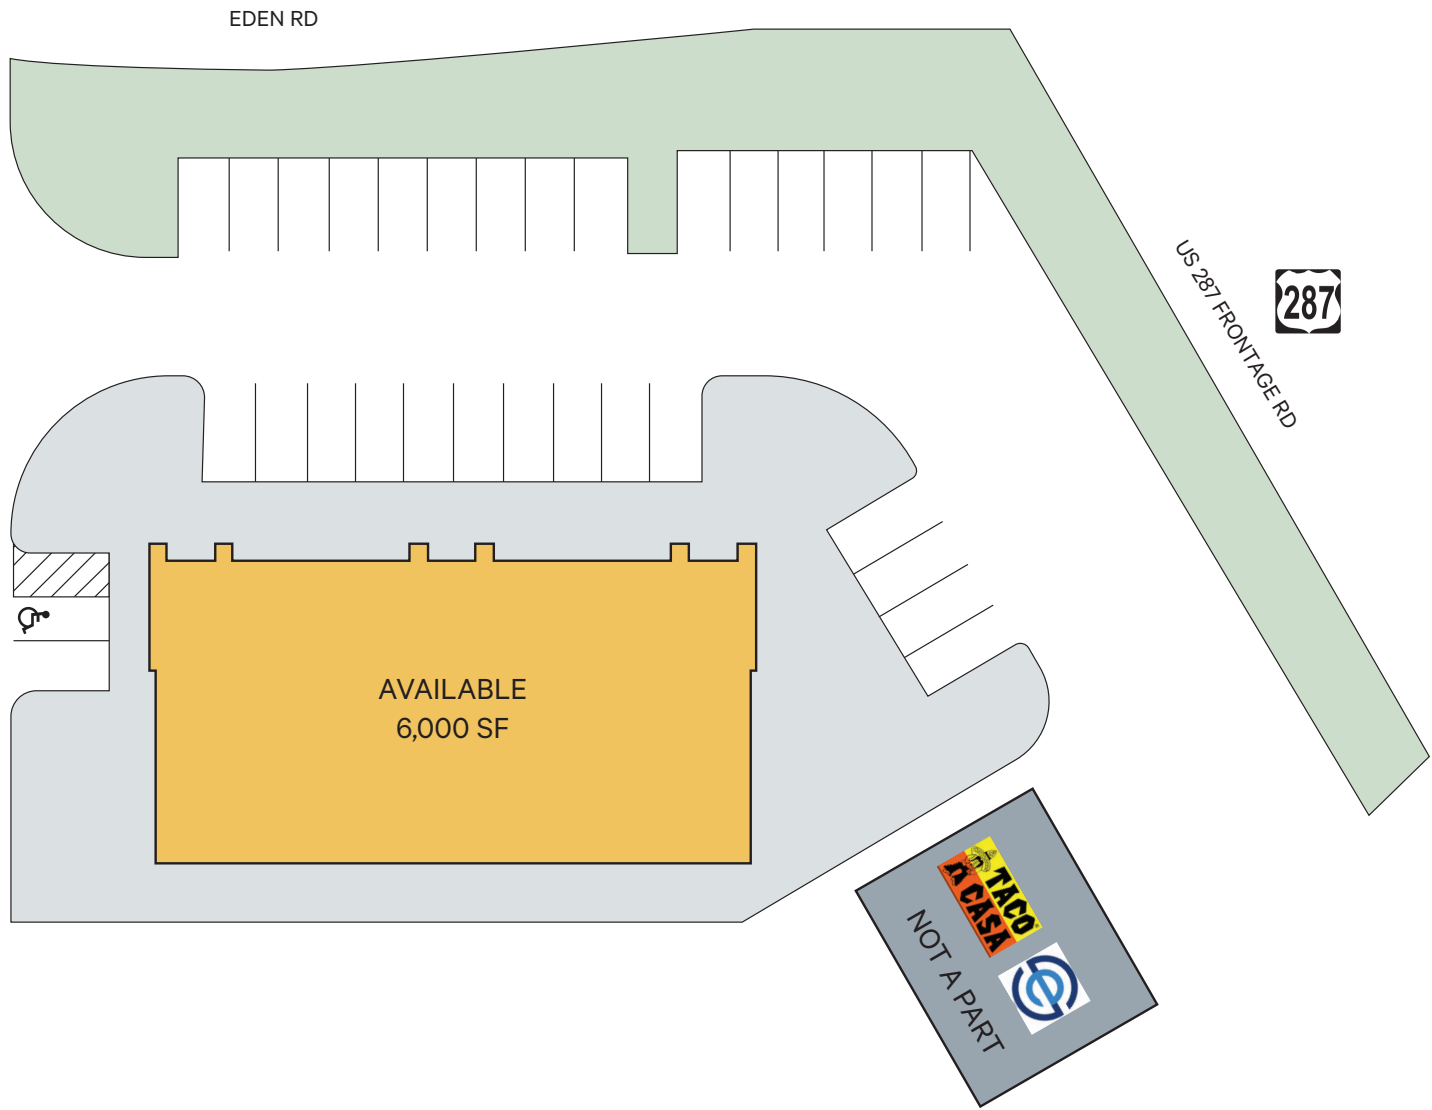 EDEN RD
US 287 FRONTAGE RD
287
AVAILABLE
6,000 SF
TACO
CASA
NOT A PART